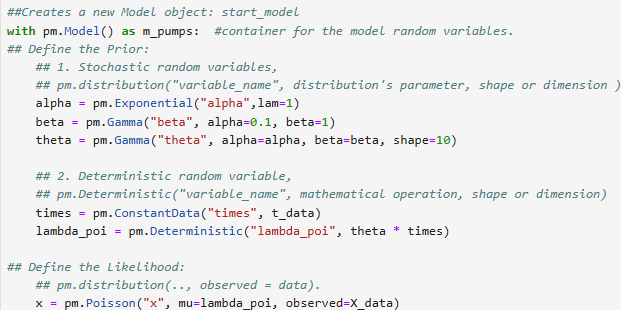 ##Creates a new Model object: start_model
with pm.Model() as m_pumps:  #container for the model random variables.
## Define the Prior:
    ## 1. Stochastic random variables,
    ## pm.distribution("variable_name", distribution's parameter, shape or dimension )
    alpha = pm.Exponential("alpha",lam=1)
    beta = pm.Gamma("beta", alpha=0.1, beta=1)
    theta = pm.Gamma("theta", alpha=alpha, beta=beta, shape=10)
    ## 2. Deterministic random variable,
    ## pm.Deterministic("variable_name", mathematical operation, shape or dimension)
    times = pm.ConstantData("times", t_data)
    lambda_poi = pm.Deterministic("lambda_poi", theta * times)
## Define the Likelihood:
    ## pm.distribution(.., observed = data).
    x = pm.Poisson("x", mu=lambda_poi, observed=X_data)